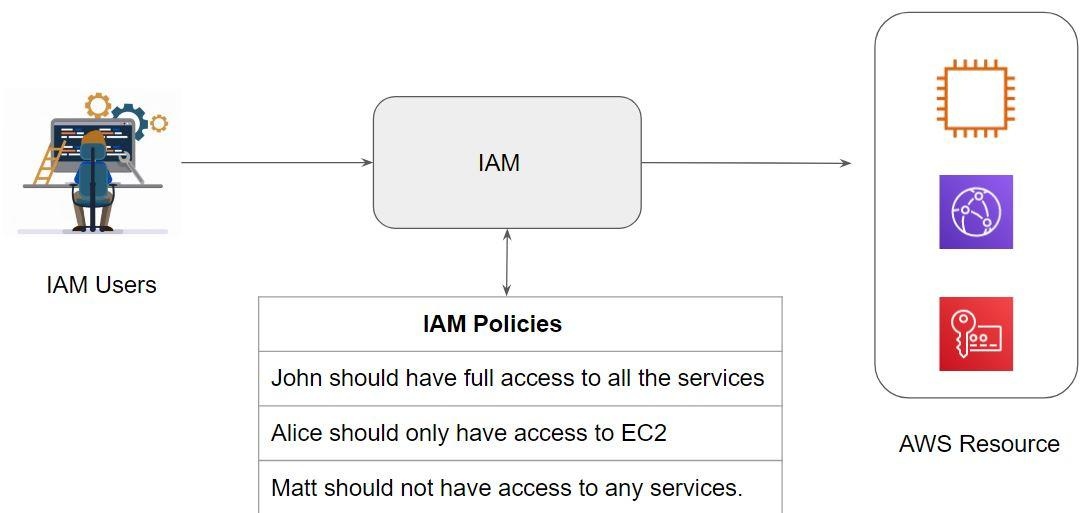 IAM
IAM Users
IAM Policies
John should have full access to all the services
Alice should only have access to EC2
Matt should not have access to any services.
AWS Resource